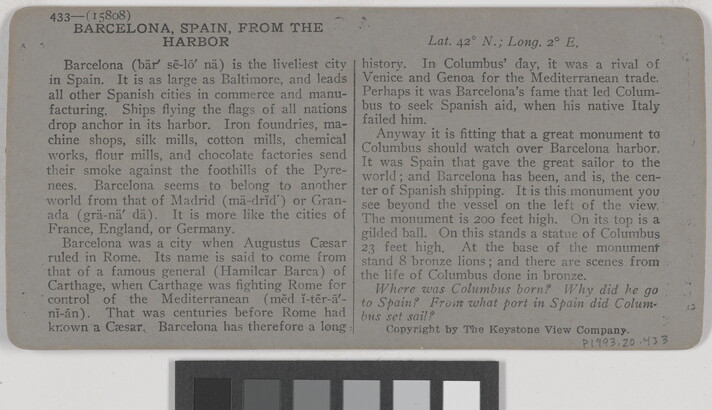 433—(15808)
BARCELONA, SPAIN, FROM THE
HARBOR
Barcelona (bär′ sē-lō′ nä) is the liveliest city
in Spain. It is as large as Baltimore, and leads
all other Spanish cities in commerce and manu-
facturing. Ships flying the flags of all nations
drop anchor in its harbor. Iron foundries, ma-
chine shops, silk mills, cotton mills, chemical
works, flour mills, and chocolate factories send
their smoke against the foothills of the Pyre-
nees. Barcelona seems to belong to another
world from that of Madrid (mä-drĭd′) or Gran-
ada (grä-nä′ dä). It is more like the cities of
France, England, or Germany.
Barcelona was a city when Augustus Cæsar
ruled in Rome. Its name is said to come from
that of a famous general (Hamilcar Barca) of
Carthage, when Carthage was fighting Rome for
control of the Mediterranean (mĕd ĭ-tĕr-ā′-
nĭ-án). That was centuries before Rome had
known a Cæsar. Barcelona has therefore a long
Lat. 42° N.; Long. 2° E.
history. In Columbus' day, it was a rival of
Venice and Genoa for the Mediterranean trade.
Perhaps it was Barcelona's fame that led Colum-
bus to seek Spanish aid, when his native Italy
failed him.
Anyway it is fitting that a great monument to
Columbus should watch over Barcelona harbor.
It was Spain that gave the great sailor to the
world; and Barcelona has been, and is, the cen-
ter of Spanish shipping. It is this monument you
see beyond the vessel on the left of the view.
The monument is 200 feet high. On its top is a
gilded ball. On this stands a statue of Columbus
23 feet high. At the base of the monument
stand 8 bronze lions; and there are scenes from
the life of Columbus done in bronze.
Where was Columbus born? Why did he go
to Spain? From what port in Spain did Colum-
bus set sail?
Copyright by The Keystone View Company.
P1993.20.433